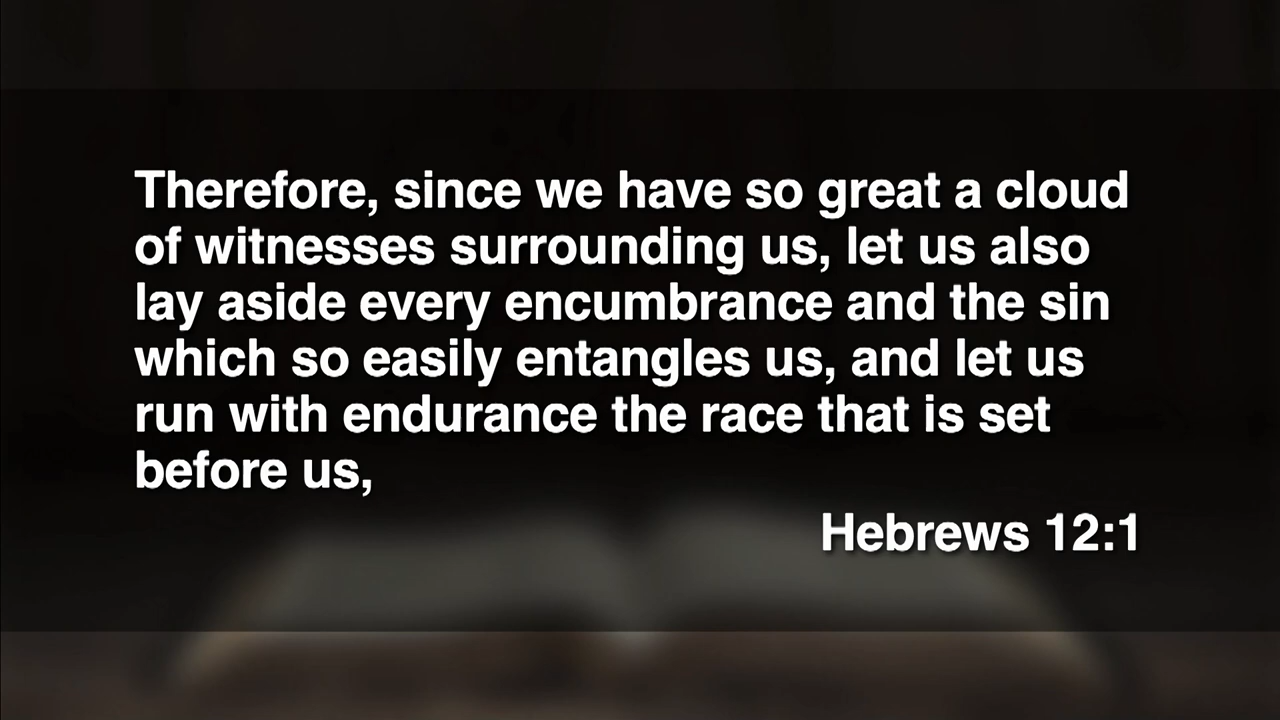 Therefore, since we have so great a cloud
of witnesses surrounding us, let us also
lay aside every encumbrance and the sin
which so easily entangles us, and let us
run with endurance the race that is set
before us,
Hebrews 12:1